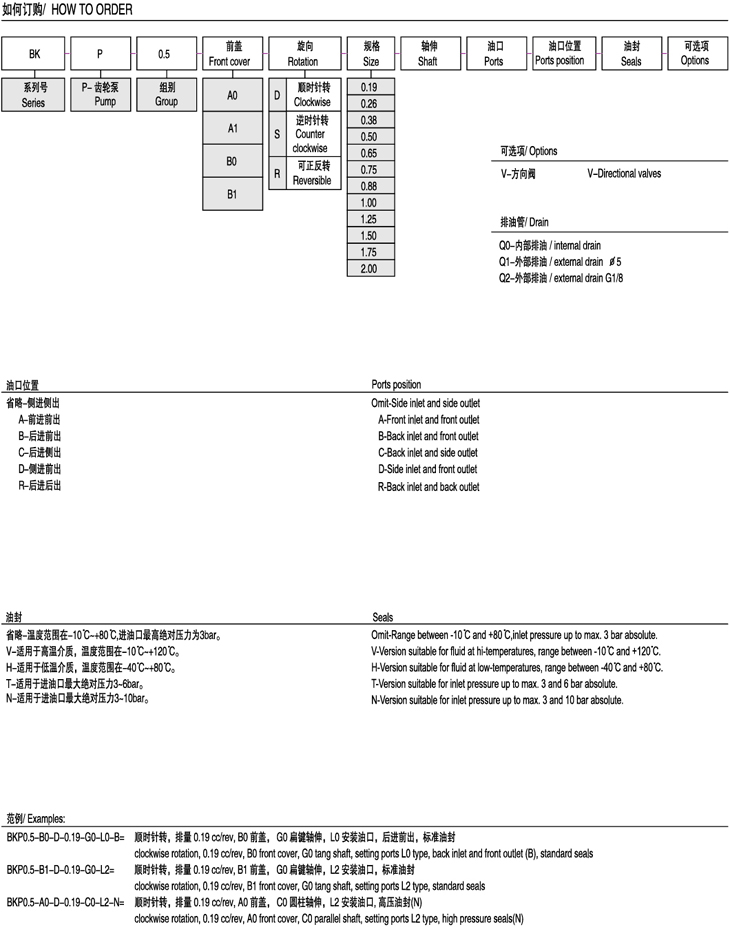 如何订购/ HOW TO ORDER
BK – P – 0.5 – 前盖 Front cover – 旋向 Rotation – 规格 Size – 轴伸 Shaft – 油口 Ports – 油口位置 Ports position – 油封 Seals – 可选项 Options
系列号 Series
P– 齿轮泵 Pump
组别 Group
A0
A1
B0
B1
D 顺时针转 Clockwise
S 逆时针转 Counter clockwise
R 可正反转 Reversible
0.19
0.26
0.38
0.50
0.65
0.75
0.88
1.00
1.25
1.50
1.75
2.00
可选项/ Options
V–方向阀 V–Directional valves
排油管/ Drain
Q0–内部排油 / internal drain
Q1–外部排油 / external drain ø5
Q2–外部排油 / external drain G1/8
油口位置 Ports position
省略–侧进侧出 Omit-Side inlet and side outlet
A–前进前出 A-Front inlet and front outlet
B–后进前出 B-Back inlet and front outlet
C–后进侧出 C-Back inlet and side outlet
D–侧进前出 D-Side inlet and front outlet
R–后进后出 R-Back inlet and back outlet
油封 Seals
省略–温度范围在–10℃~+80℃,进油口最高绝对压力为3bar。 Omit-Range between -10℃ and +80℃,inlet pressure up to max. 3 bar absolute.
V–适用于高温介质，温度范围在–10℃~+120℃。 V-Version suitable for fluid at hi-temperatures, range between -10℃ and +120℃.
H–适用于低温介质，温度范围在–40℃~+80℃。 H-Version suitable for fluid at low-temperatures, range between -40℃ and +80℃.
T–适用于进油口最大绝对压力3~6bar。 T-Version suitable for inlet pressure up to max. 3 and 6 bar absolute.
N–适用于进油口最大绝对压力3~10bar。 N-Version suitable for inlet pressure up to max. 3 and 10 bar absolute.
范例/ Examples:
BKP0.5–B0–D–0.19–G0–L0–B= 顺时针转，排量 0.19 cc/rev, B0 前盖， G0 扁键轴伸，L0 安装油口，后进前出，标准油封
clockwise rotation, 0.19 cc/rev, B0 front cover, G0 tang shaft, setting ports L0 type, back inlet and front outlet (B), standard seals
BKP0.5–B1–D–0.19–G0–L2= 顺时针转，排量 0.19 cc/rev, B1 前盖， G0 扁键轴伸，L2 安装油口，标准油封
clockwise rotation, 0.19 cc/rev, B1 front cover, G0 tang shaft, setting ports L2 type, standard seals
BKP0.5–A0–D–0.19–C0–L2–N= 顺时针转，排量 0.19 cc/rev, A0 前盖， C0 圆柱轴伸，L2 安装油口, 高压油封(N)
clockwise rotation, 0.19 cc/rev, A0 front cover, C0 parallel shaft, setting ports L2 type, high pressure seals(N)